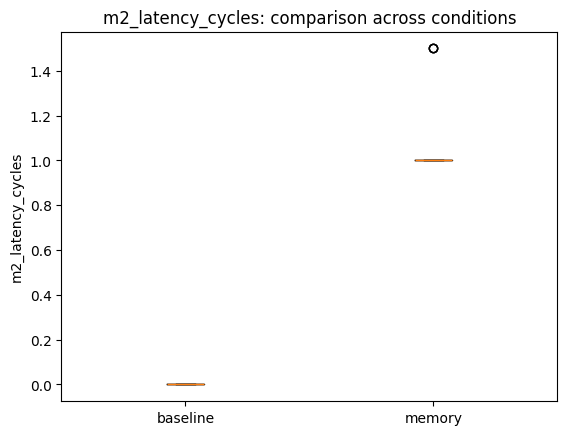 m2_latency_cycles: comparison across conditions
m2_latency_cycles
1.4
1.2
1.0
0.8
0.6
0.4
0.2
0.0
baseline
memory